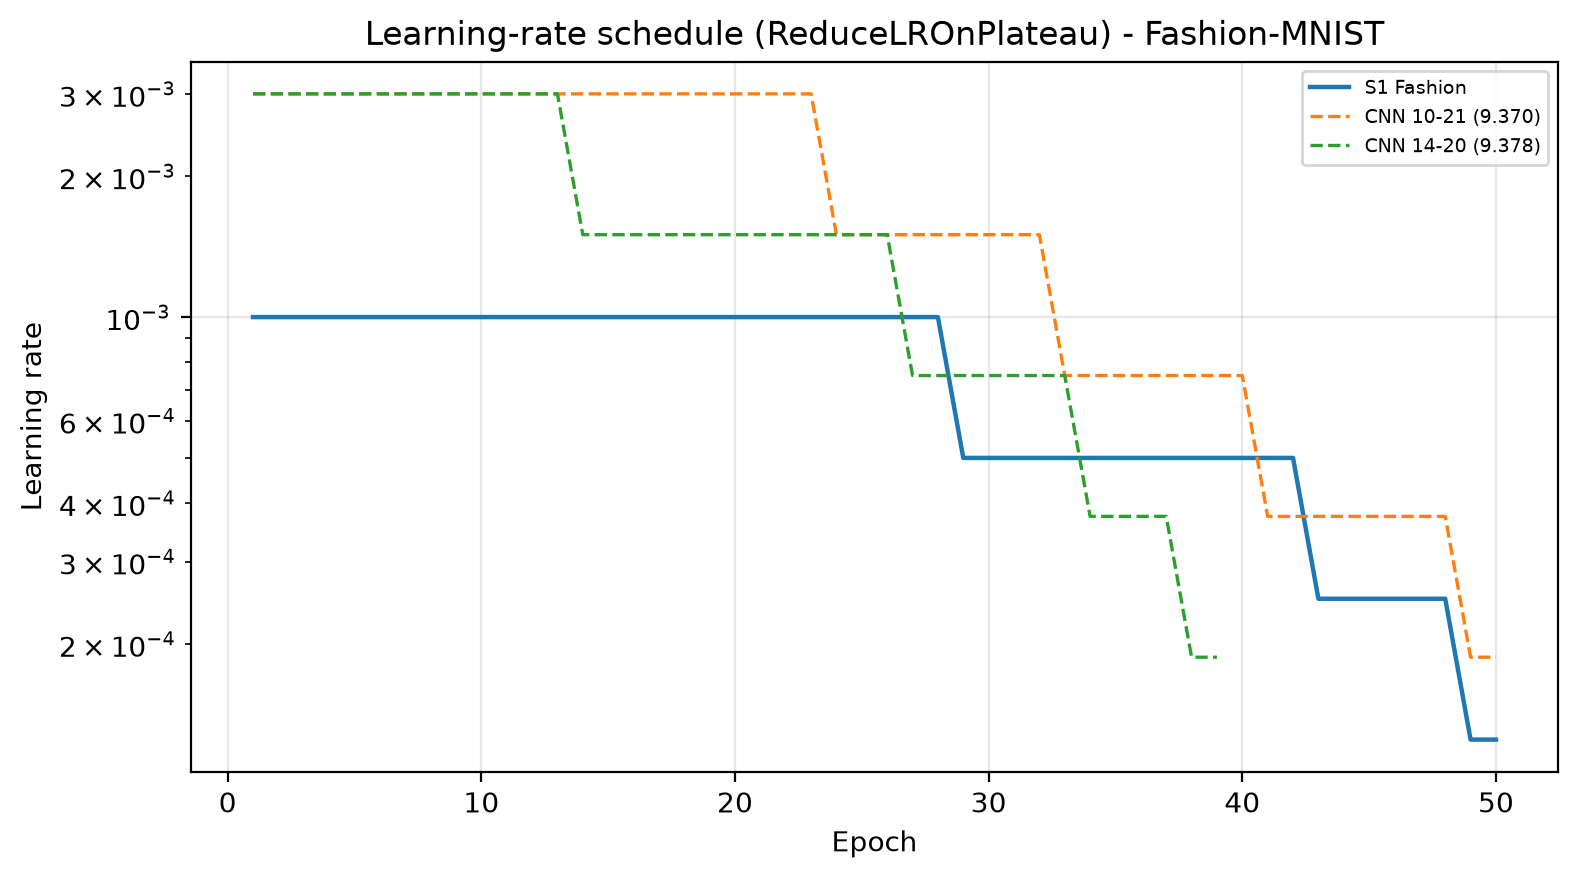 Learning-rate schedule (ReduceLROnPlateau) - Fashion-MNIST
S1 Fashion
CNN 10-21 (9.370)
CNN 14-20 (9.378)
Learning rate
3 × 10⁻³
2 × 10⁻³
10⁻³
6 × 10⁻⁴
4 × 10⁻⁴
3 × 10⁻⁴
2 × 10⁻⁴
0 10 20 30 40 50
Epoch